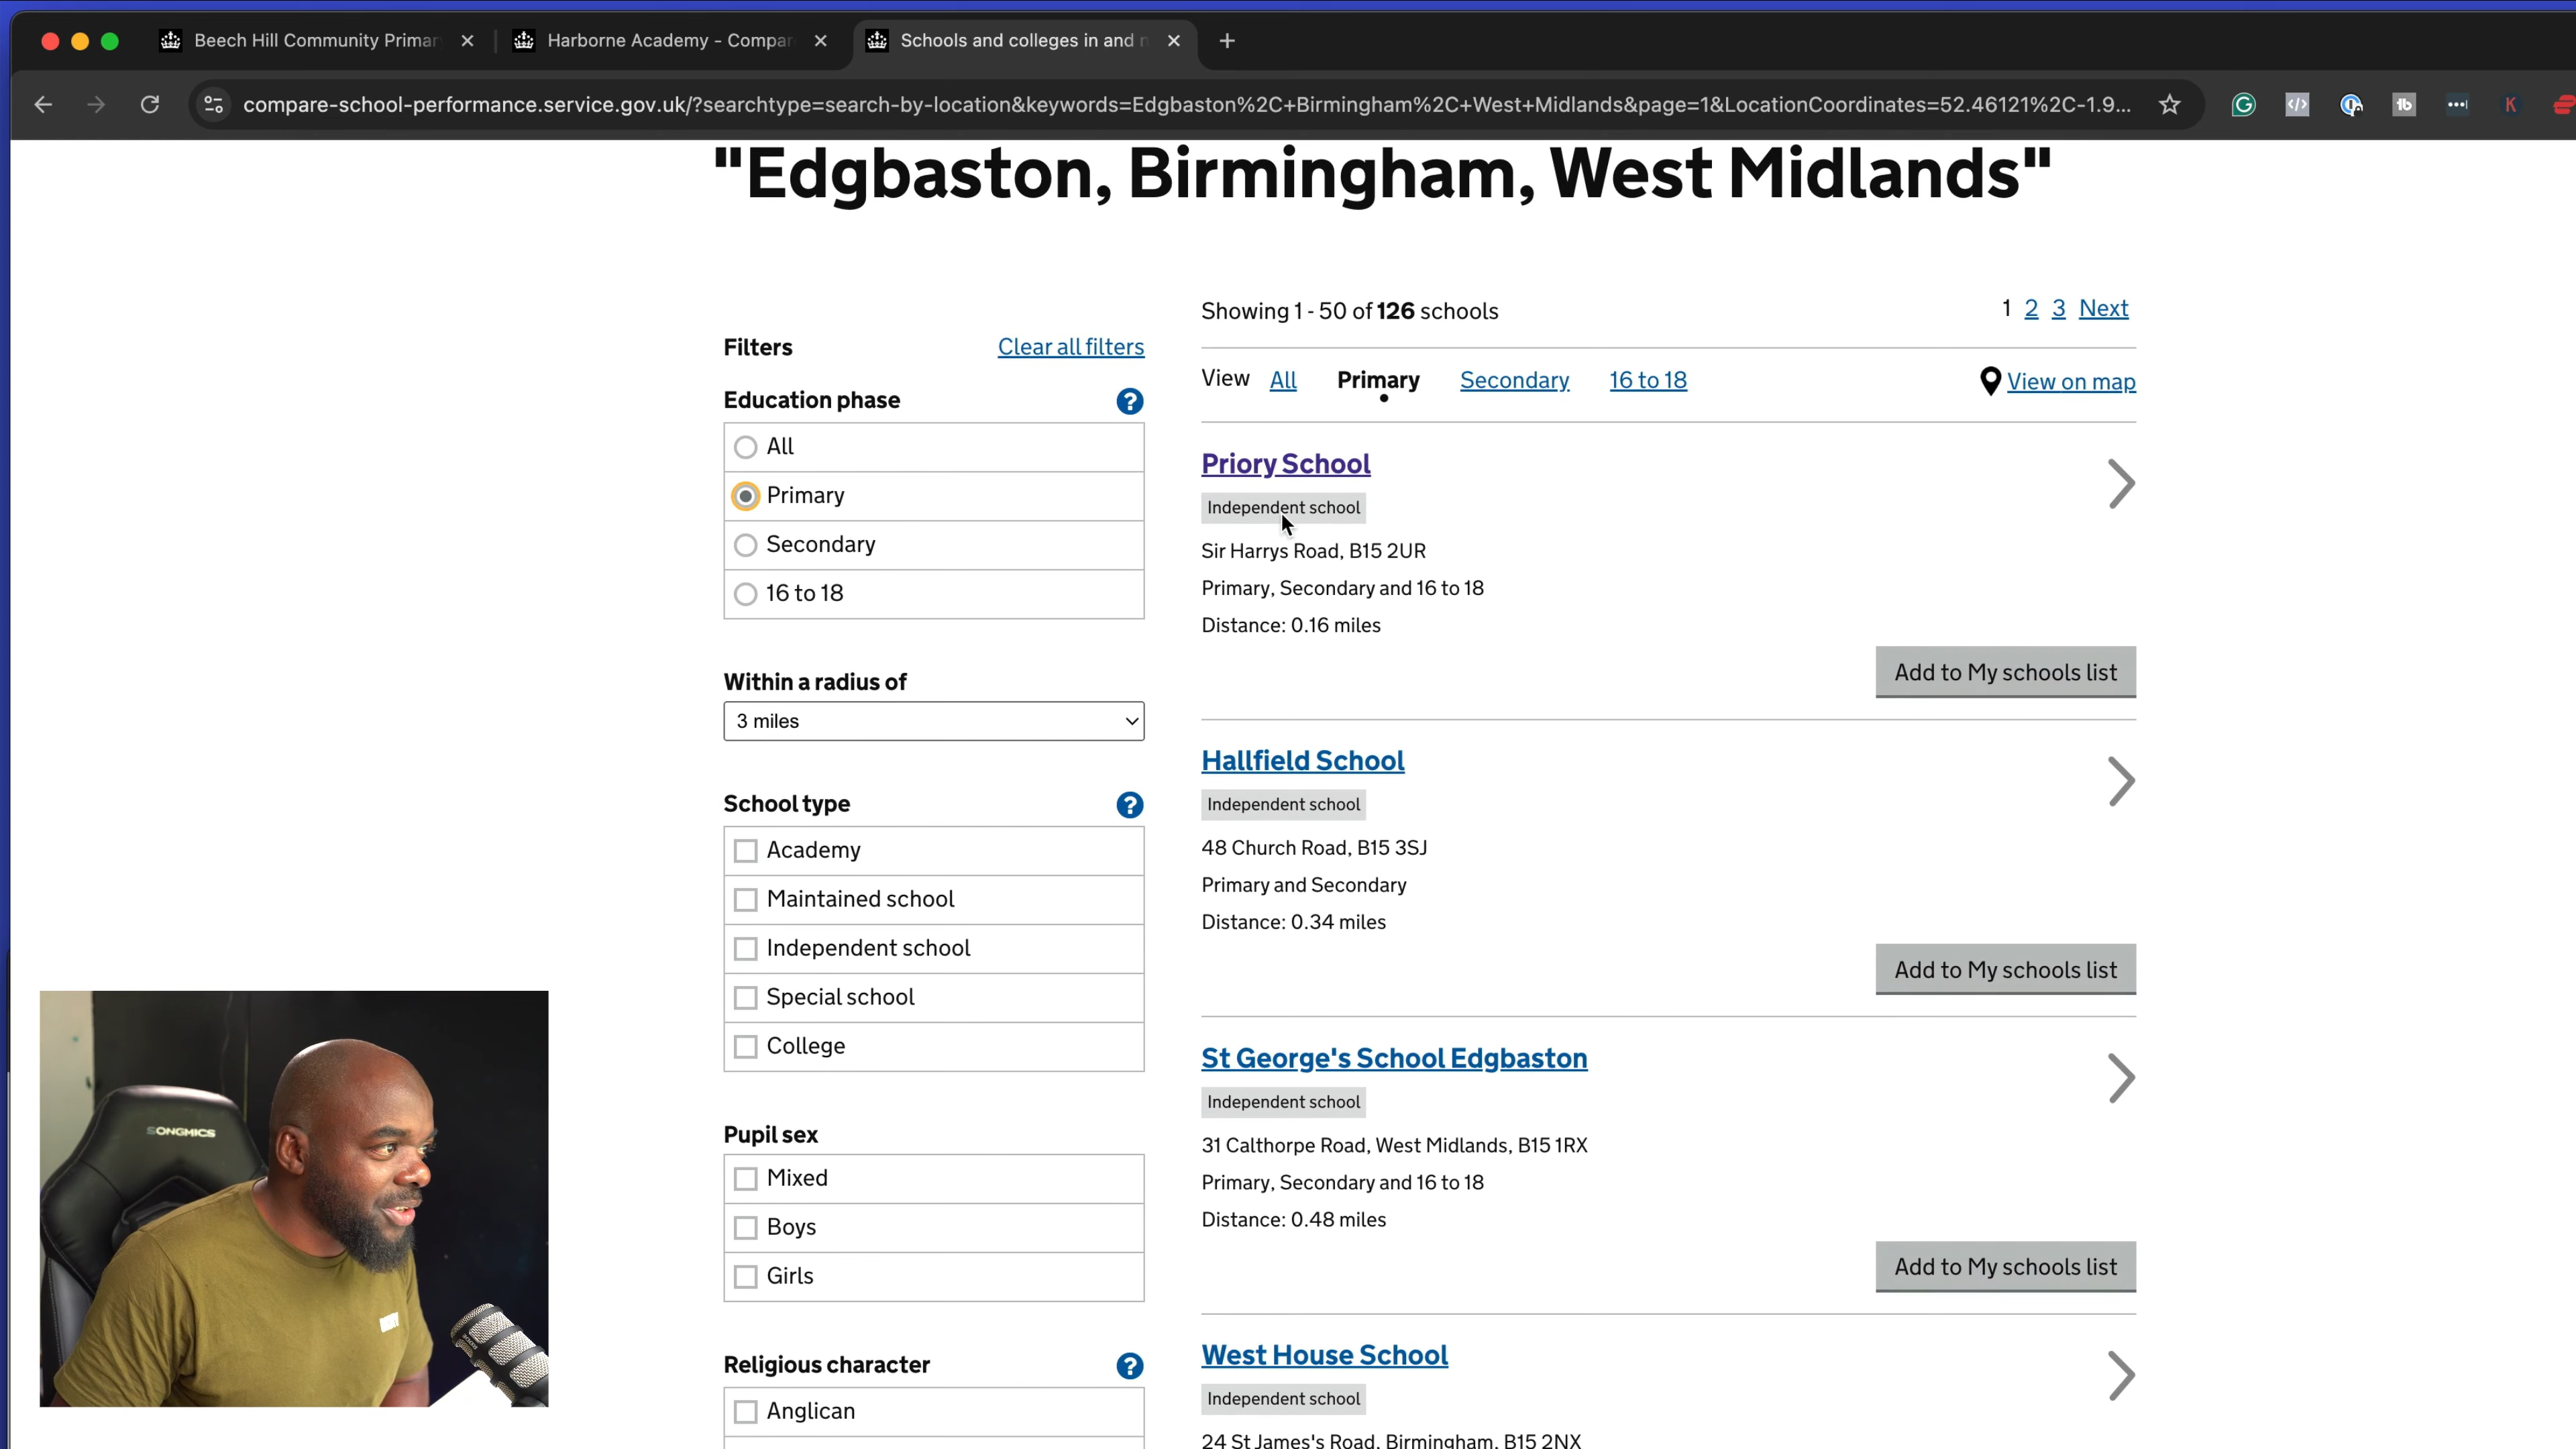 Beech Hill Community Primar
Harborne Academy - Compar
Schools and colleges in and n
compare-school-performance.service.gov.uk/?searchtype=search-by-location&keywords=Edgbaston%2C+Birmingham%2C+West+Midlands&page=1&LocationCoordinates=52.46121%2C-1.9...
"Edgbaston, Birmingham, West Midlands"
Filters
Clear all filters
Education phase
?
All
Primary
Secondary
16 to 18
Within a radius of
3 miles
School type
?
Academy
Maintained school
Independent school
Special school
College
Pupil sex
Mixed
Boys
Girls
Religious character
?
Anglican
Showing 1 - 50 of 126 schools
1 2 3 Next
View All Primary Secondary 16 to 18
View on map
Priory School
Independent school
Sir Harrys Road, B15 2UR
Primary, Secondary and 16 to 18
Distance: 0.16 miles
Add to My schools list
Hallfield School
Independent school
48 Church Road, B15 3SJ
Primary and Secondary
Distance: 0.34 miles
Add to My schools list
St George's School Edgbaston
Independent school
31 Calthorpe Road, West Midlands, B15 1RX
Primary, Secondary and 16 to 18
Distance: 0.48 miles
Add to My schools list
West House School
Independent school
24 St James's Road, Birmingham, B15 2NX
SONGMICS